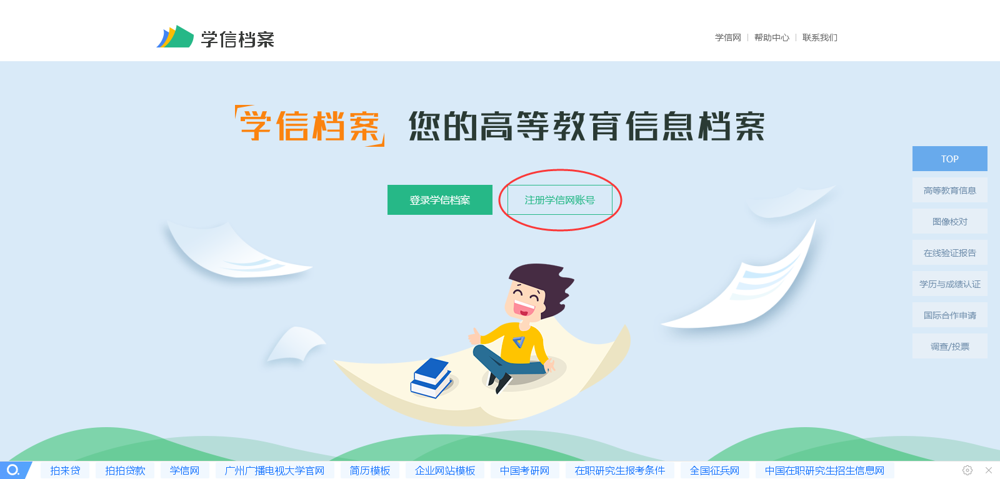 学信档案
学信网 | 帮助中心 | 联系我们
学信档案 您的高等教育信息档案
登录学信档案 注册学信网账号
TOP
高等教育信息
图像校对
在线验证报告
学历与成绩认证
国际合作申请
调查/投票
拍来贷 拍拍贷款 学信网 广州广播电视大学官网 简历模板 企业网站模板 中国考研网 在职研究生报考条件 全国征兵网 中国在职研究生招生信息网